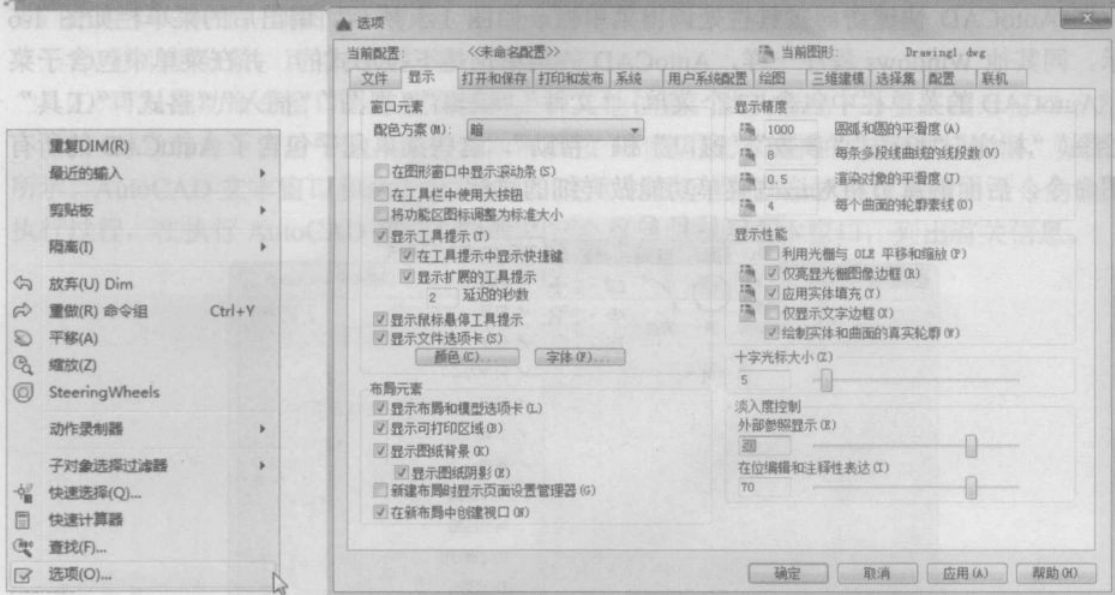 重复DIM(R)
最近的输入
剪贴板
隔离(I)
放弃(U) Dim
重做(R) 命令组 Ctrl+Y
平移(A)
缩放(Z)
SteeringWheels
动作录制器
子对象选择过滤器
快速选择(Q)...
快速计算器
查找(F)...
选项(O)...
选项
当前配置 <<未命名配置>> 当前图形: Drawing1.dwg
文件 显示 打开和保存 打印和发布 系统 用户系统配置 绘图 三维建模 选择集 配置 联机
窗口元素
配色方案(M): 暗
在图形窗口中显示滚动条(S)
在工具栏中使用大按钮
将功能区图标调整为标准大小
显示工具提示(T)
在工具提示中显示快捷键
显示扩展的工具提示
2 延迟的秒数
显示鼠标悬停工具提示
显示文件选项卡(S)
颜色(C)... 字体(F)...
布局元素
显示布局和模型选项卡(L)
显示可打印区域(B)
显示图纸背景(K)
显示图纸阴影(E)
新建布局时显示页面设置管理器(G)
在新布局中创建视口(N)
显示精度
1000 圆弧和圆的平滑度(A)
8 每条多段线曲线的线段数(V)
0.5 渲染对象的平滑度(J)
4 每个曲面的轮廓素线(O)
显示性能
利用光栅与 OLE 平移和缩放(P)
仅亮显光栅图像边框(R)
应用实体填充(Y)
仅显示文字边框(X)
绘制实体和曲面的真实轮廓(W)
十字光标大小(Z)
5
淡入度控制
外部参照显示(E)
在位编辑和注释性表达(I)
70
确定 取消 应用(A) 帮助(H)